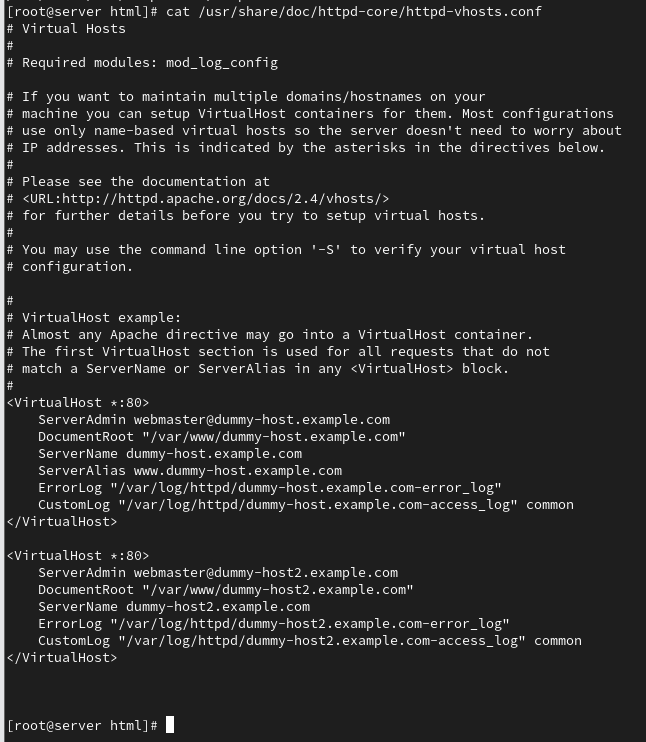 [root@server html]# cat /usr/share/doc/httpd-core/httpd-vhosts.conf
# Virtual Hosts
#
# Required modules: mod_log_config

# If you want to maintain multiple domains/hostnames on your
# machine you can setup VirtualHost containers for them. Most configurations
# use only name-based virtual hosts so the server doesn't need to worry about
# IP addresses. This is indicated by the asterisks in the directives below.
#
# Please see the documentation at
# <URL:http://httpd.apache.org/docs/2.4/vhosts/>
# for further details before you try to setup virtual hosts.
#
# You may use the command line option '-S' to verify your virtual host
# configuration.

#
# VirtualHost example:
# Almost any Apache directive may go into a VirtualHost container.
# The first VirtualHost section is used for all requests that do not
# match a ServerName or ServerAlias in any <VirtualHost> block.
#
<VirtualHost *:80>
    ServerAdmin webmaster@dummy-host.example.com
    DocumentRoot "/var/www/dummy-host.example.com"
    ServerName dummy-host.example.com
    ServerAlias www.dummy-host.example.com
    ErrorLog "/var/log/httpd/dummy-host.example.com-error_log"
    CustomLog "/var/log/httpd/dummy-host.example.com-access_log" common
</VirtualHost>

<VirtualHost *:80>
    ServerAdmin webmaster@dummy-host2.example.com
    DocumentRoot "/var/www/dummy-host2.example.com"
    ServerName dummy-host2.example.com
    ErrorLog "/var/log/httpd/dummy-host2.example.com-error_log"
    CustomLog "/var/log/httpd/dummy-host2.example.com-access_log" common
</VirtualHost>

[root@server html]#